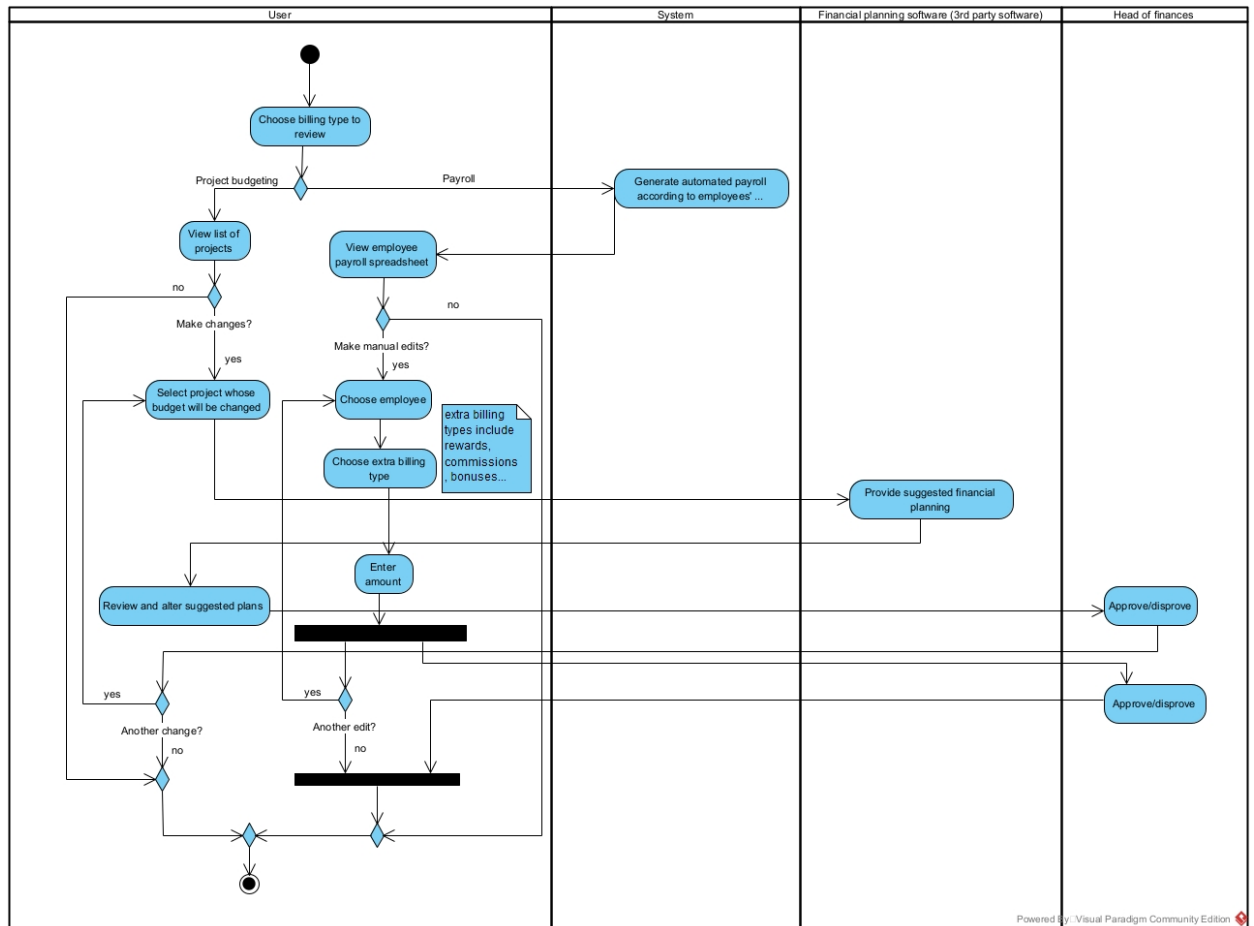 User
System
Financial planning software (3rd party software)
Head of finances
Choose billing type to
review
Project budgeting
Payroll
Generate automated payroll
according to employees' ...
View list of
projects
View employee
payroll spreadsheet
no
no
Make changes?
Make manual edits?
yes
yes
Select project whose
budget will be changed
Choose employee
extra billing
types include
rewards,
commissions
, bonuses...
Choose extra billing
type
Provide suggested financial
planning
Enter
amount
Review and alter suggested plans
Approve/disprove
yes
yes
Approve/disprove
Another change?
Another edit?
no
no
Powered By Visual Paradigm Community Edition